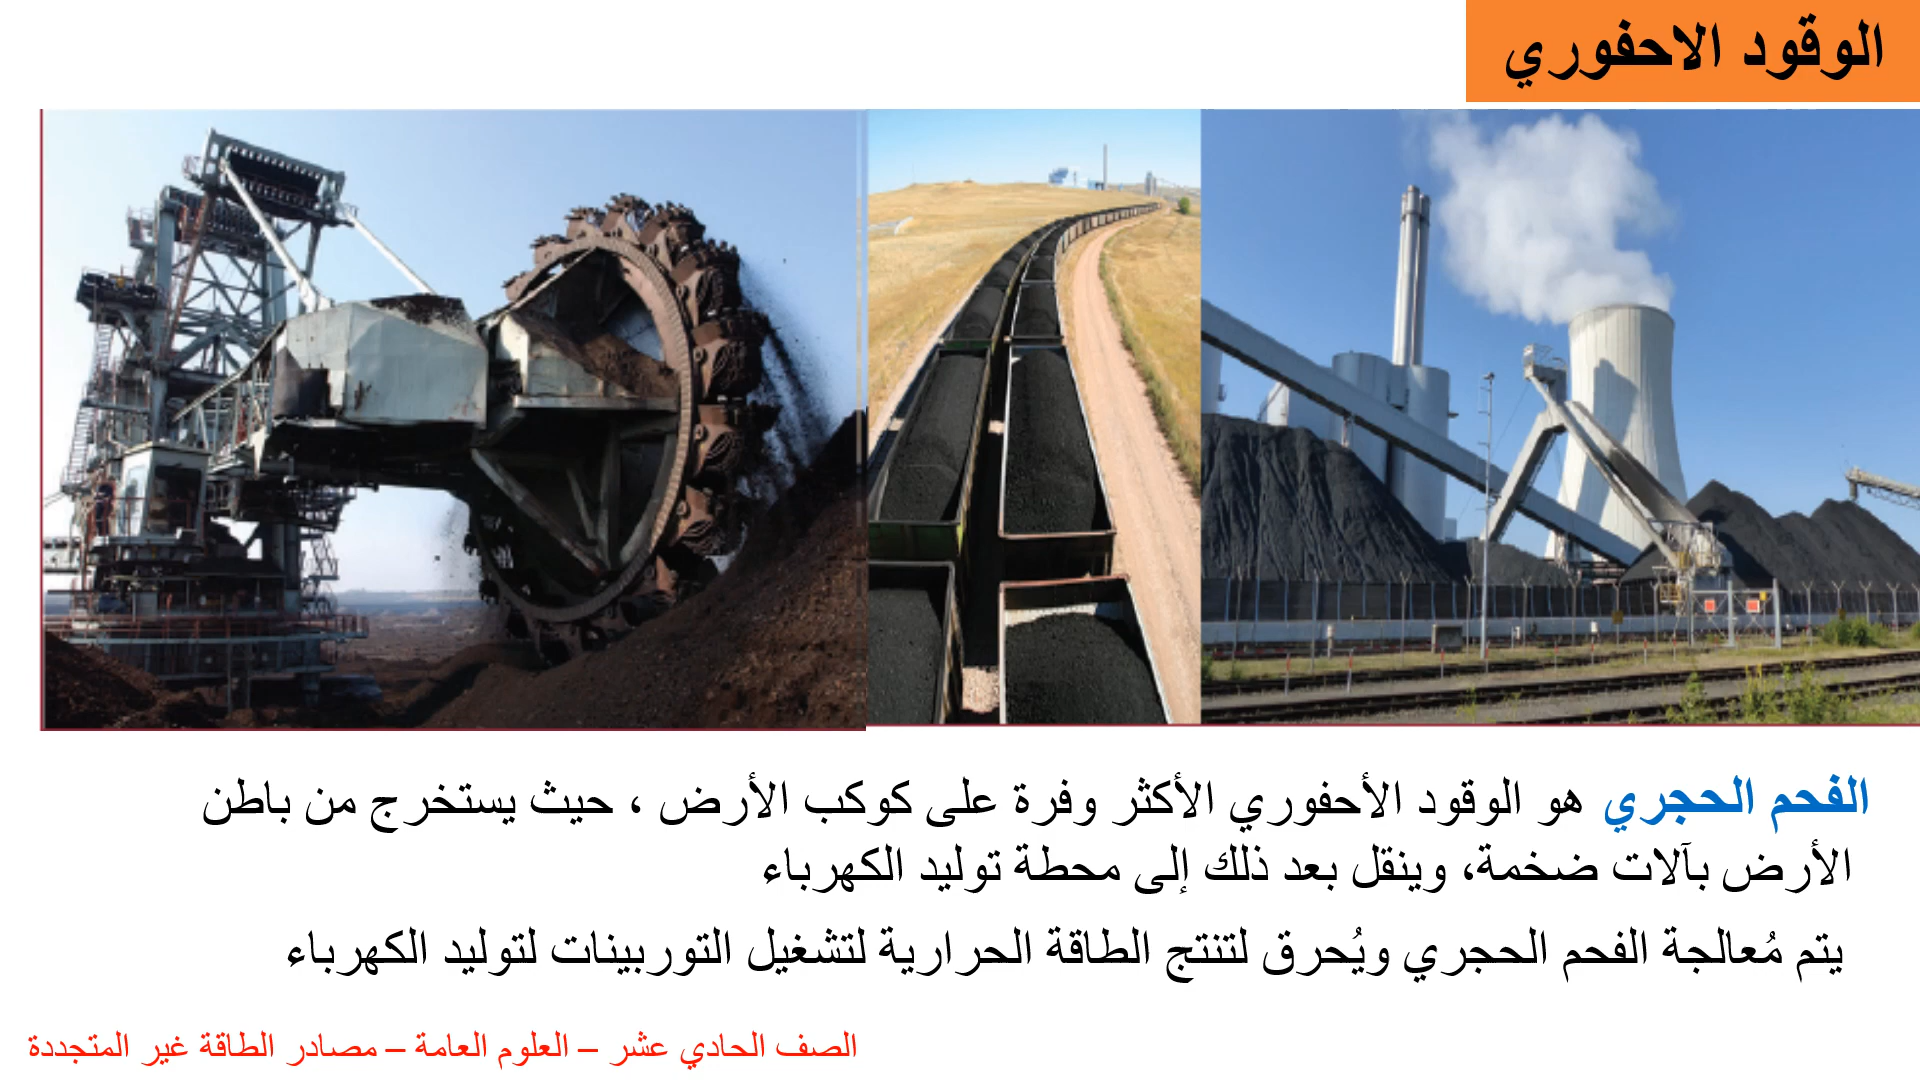 الوقود الاحفوري
الفحم الحجري هو الوقود الأحفوري الأكثر وفرة على كوكب الأرض ، حيث يستخرج من باطن
الأرض بآلات ضخمة، وينقل بعد ذلك إلى محطة توليد الكهرباء
يتم مُعالجة الفحم الحجري ويُحرق لتنتج الطاقة الحرارية لتشغيل التوربينات لتوليد الكهرباء
الصف الحادي عشر – العلوم العامة – مصادر الطاقة غير المتجددة